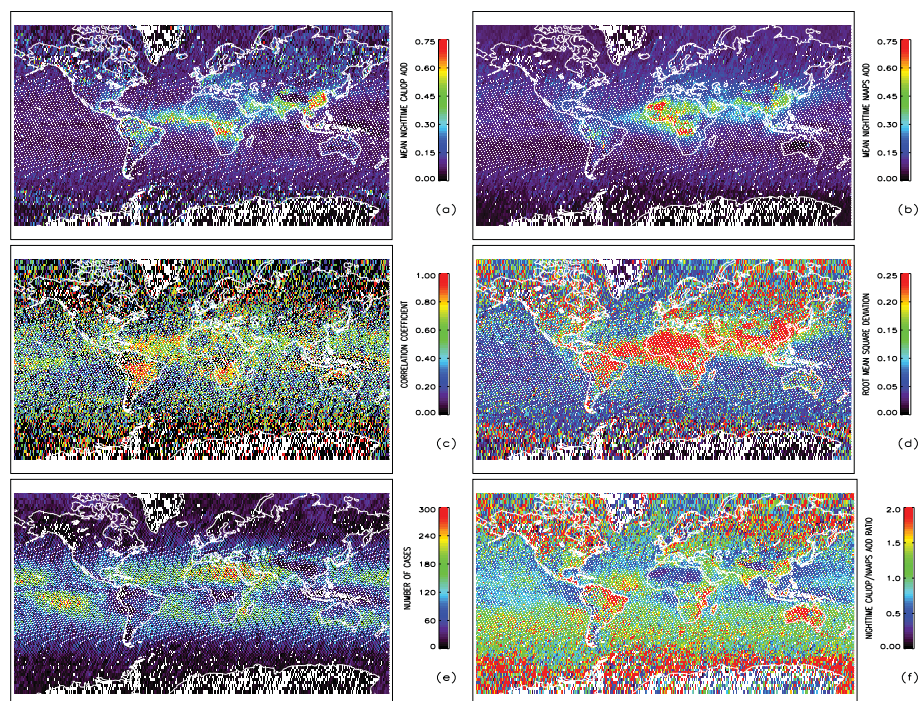 0.75
0.60
0.45
0.30
0.15
0.00
MEAN NIGHTTIME CALIOP AOD
(a)
0.75
0.60
0.45
0.30
0.15
0.00
MEAN NIGHTTIME NAAPS AOD
(b)
1.00
0.80
0.60
0.40
0.20
0.00
CORRELATION COEFFICIENT
(c)
0.25
0.20
0.15
0.10
0.05
0.00
ROOT MEAN SQUARE DEVIATION
(d)
300
240
180
120
60
0
NUMBER OF CASES
(e)
2.0
1.5
1.0
0.5
0.00
NIGHTTIME CALIOP/NAAPS AOD RATIO
(f)